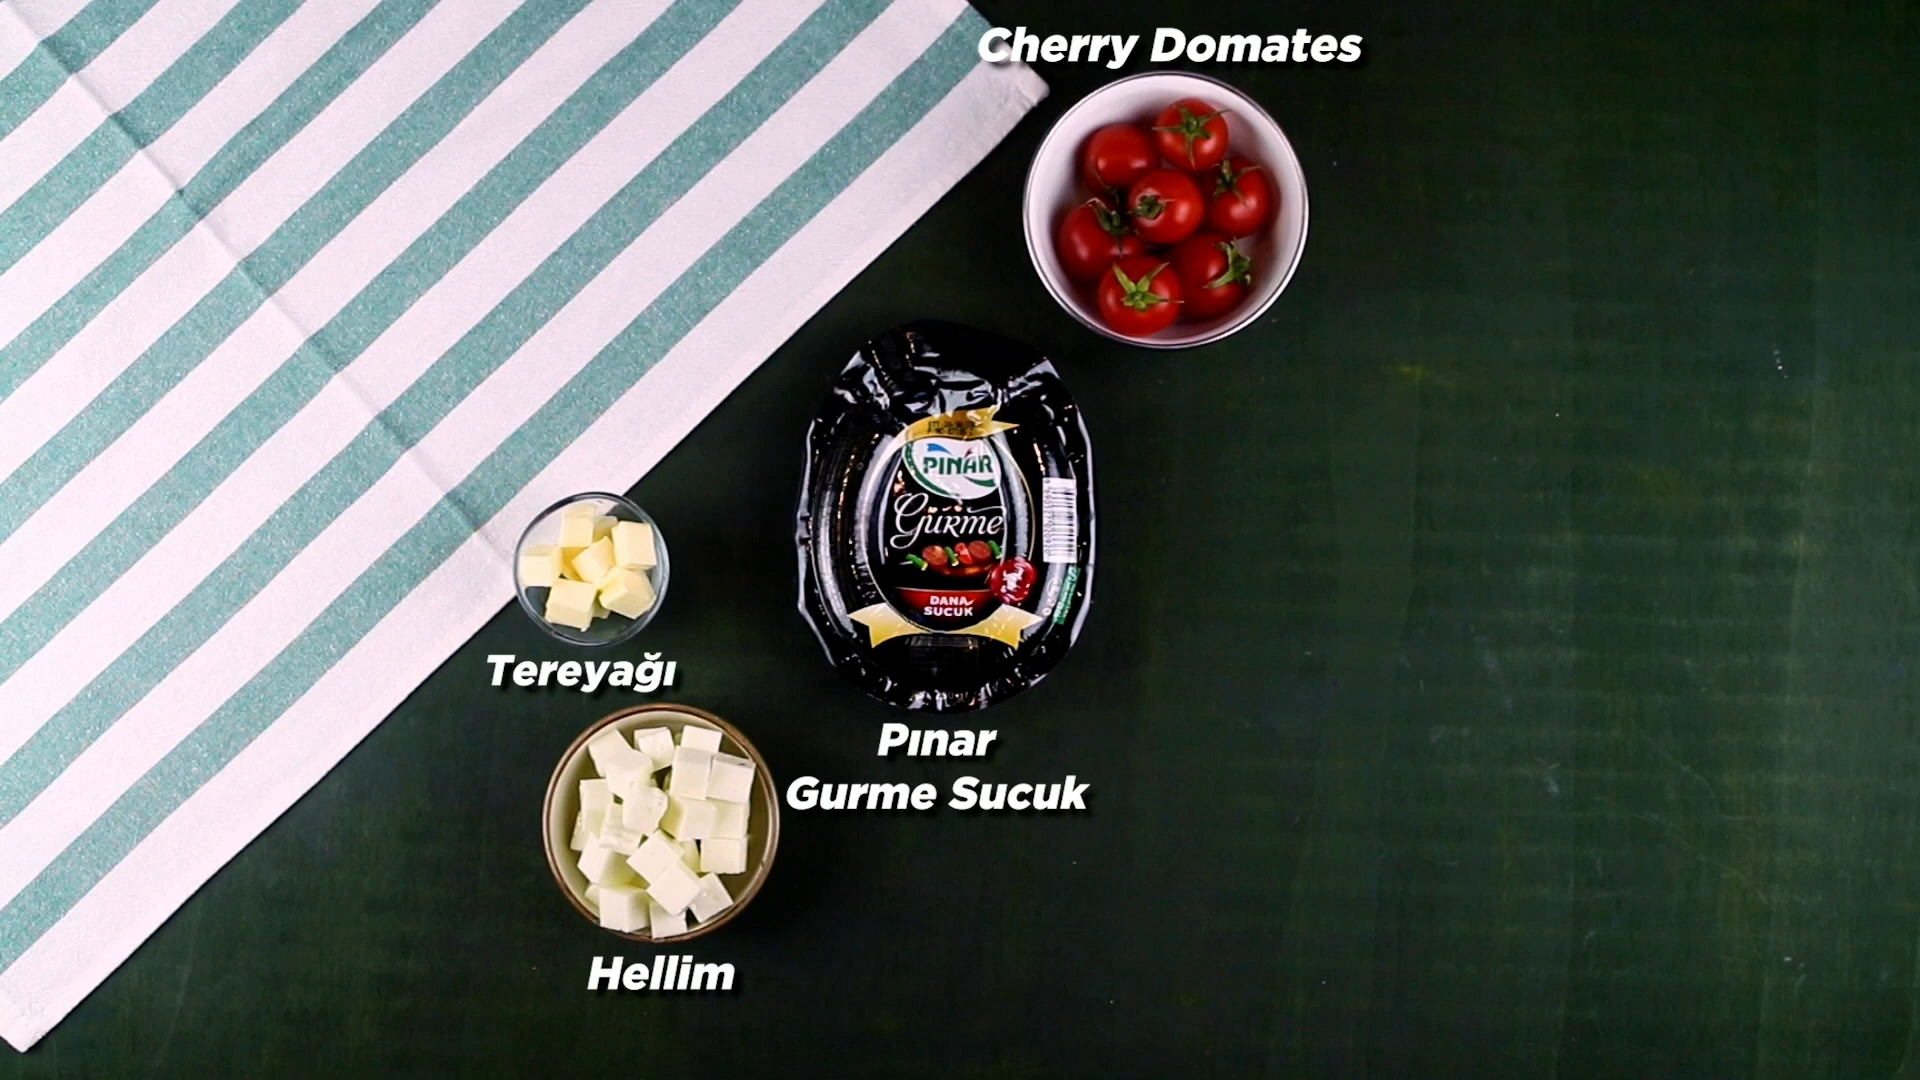 Cherry Domates
PINAR
Gurme
DANA
SUCUK
Tereyağı
Pınar
Gurme Sucuk
Hellim